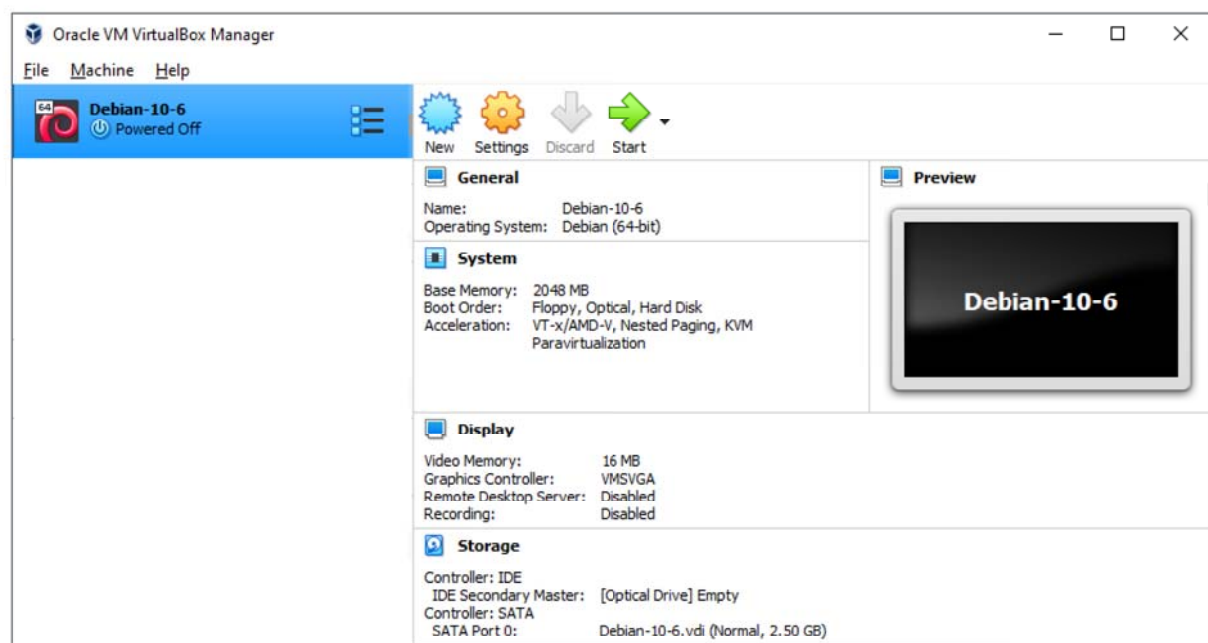 Oracle VM VirtualBox Manager
File Machine Help
64
Debian-10-6
Powered Off
New Settings Discard Start
General
Name: Debian-10-6
Operating System: Debian (64-bit)
System
Base Memory: 2048 MB
Boot Order: Floppy, Optical, Hard Disk
Acceleration: VT-x/AMD-V, Nested Paging, KVM
Paravirtualization
Preview
Debian-10-6
Display
Video Memory: 16 MB
Graphics Controller: VMSVGA
Remote Desktop Server: Disabled
Recording: Disabled
Storage
Controller: IDE
IDE Secondary Master: [Optical Drive] Empty
Controller: SATA
SATA Port 0: Debian-10-6.vdi (Normal, 2.50 GB)